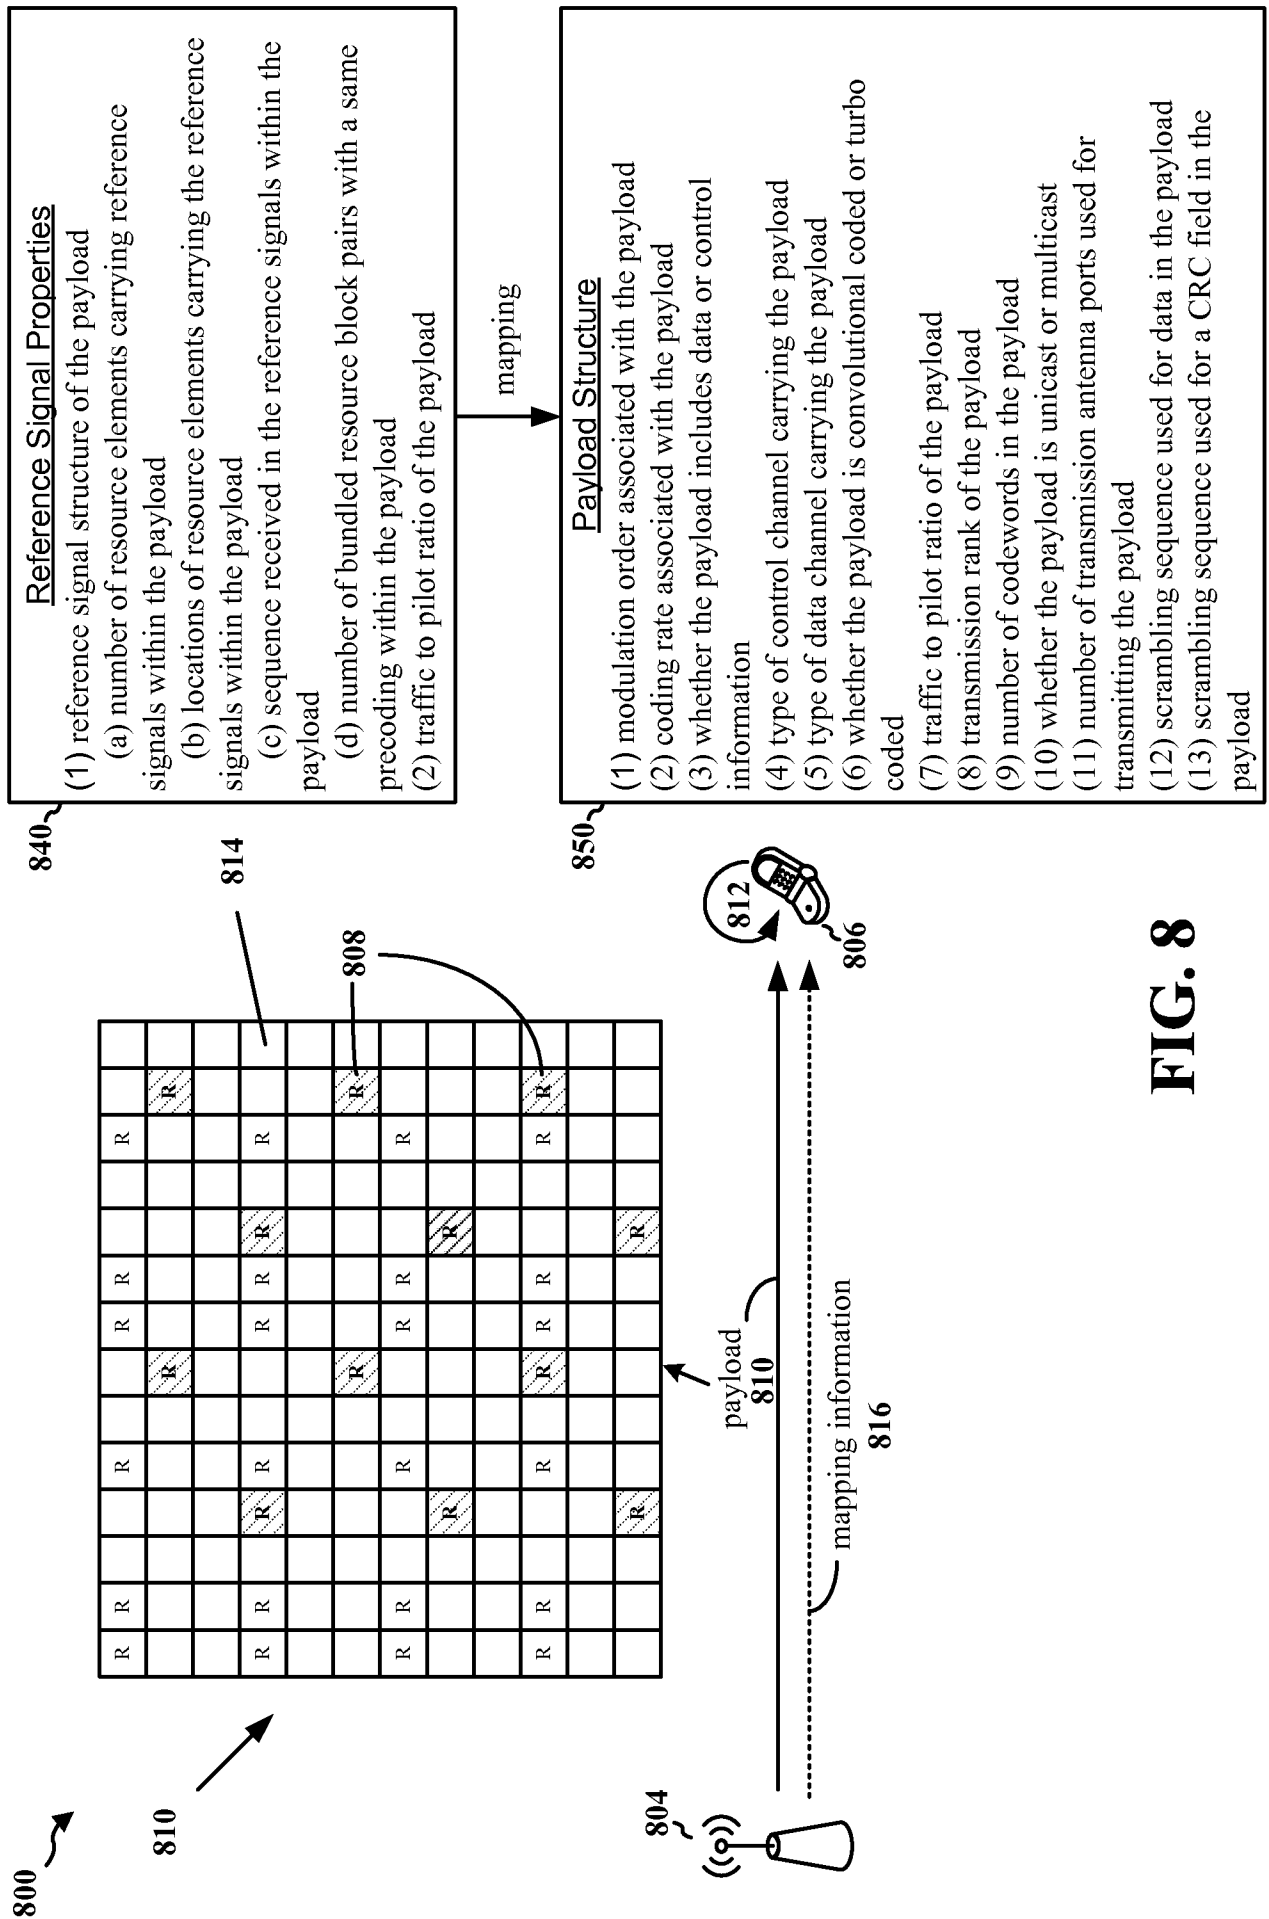 800
810
R R R R R R R
R R
R R R R R R R
R R
R R
R R R R R R R
R R
R R R R R R R
R R
R R
814
808
payload
810
804
812
806
mapping information
816
840
Reference Signal Properties
(1) reference signal structure of the payload
(a) number of resource elements carrying reference
signals within the payload
(b) locations of resource elements carrying the reference
signals within the payload
(c) sequence received in the reference signals within the
payload
(d) number of bundled resource block pairs with a same
precoding within the payload
(2) traffic to pilot ratio of the payload
mapping
850
Payload Structure
(1) modulation order associated with the payload
(2) coding rate associated with the payload
(3) whether the payload includes data or control
information
(4) type of control channel carrying the payload
(5) type of data channel carrying the payload
(6) whether the payload is convolutional coded or turbo
coded
(7) traffic to pilot ratio of the payload
(8) transmission rank of the payload
(9) number of codewords in the payload
(10) whether the payload is unicast or multicast
(11) number of transmission antenna ports used for
transmitting the payload
(12) scrambling sequence used for data in the payload
(13) scrambling sequence used for a CRC field in the
payload
FIG. 8